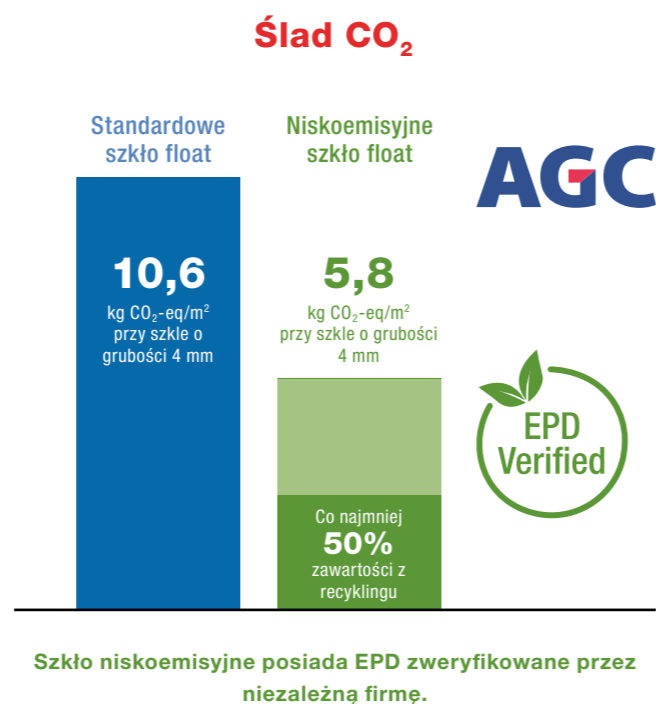 Ślad CO₂
Standardowe
szkło float
Niskoemisyjne
szkło float
AGC
10,6
kg CO₂-eq/m²
przy szkle o
grubości 4 mm
5,8
kg CO₂-eq/m²
przy szkle o grubości
4 mm
EPD
Verified
Co najmniej
50%
zawartości z
recyklingu
Szkło niskoemisyjne posiada EPD zweryfikowane przez
niezależną firmę.